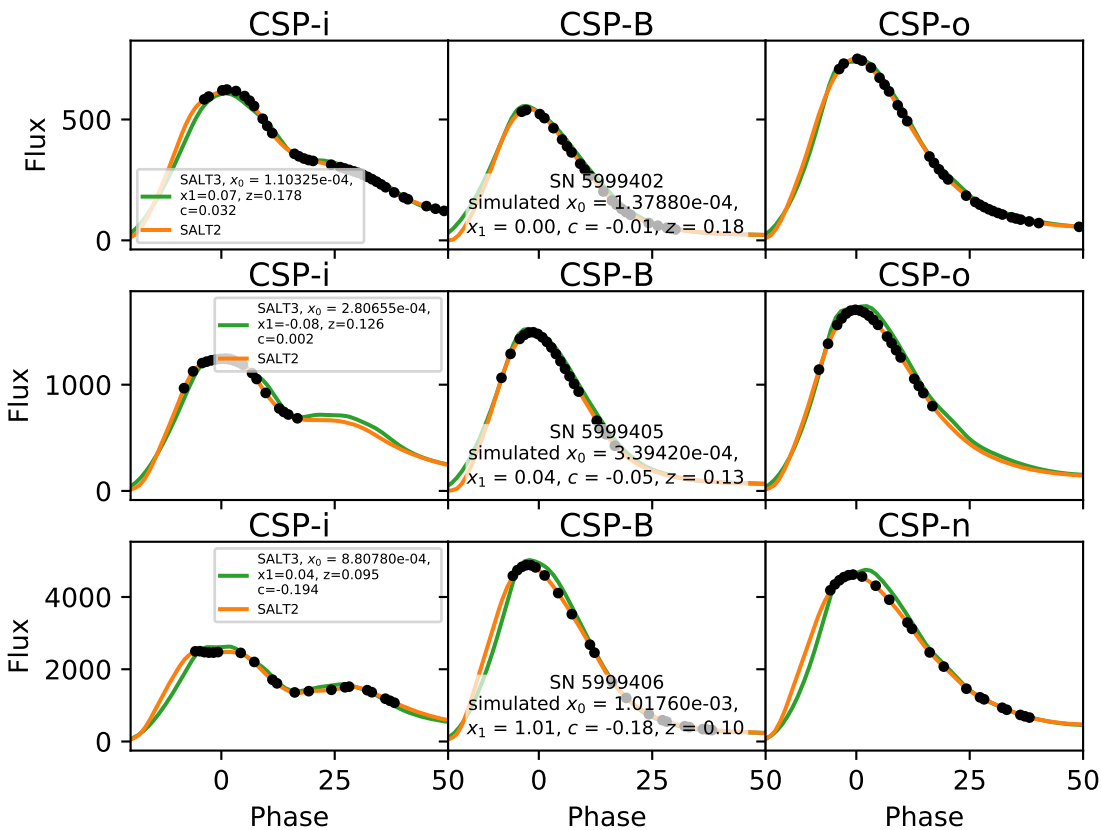 CSP-i
CSP-B
CSP-o
Flux
500
0
SALT3, x₀ = 1.10325e-04,
x1=0.07, z=0.178
c=0.032
SALT2
SN 5999402
simulated x₀ = 1.37880e-04,
x₁ = 0.00, c = -0.01, z = 0.18
CSP-i
CSP-B
CSP-o
Flux
1000
0
SALT3, x₀ = 2.80655e-04,
x1=-0.08, z=0.126
c=0.002
SALT2
SN 5999405
simulated x₀ = 3.39420e-04,
x₁ = 0.04, c = -0.05, z = 0.13
CSP-i
CSP-B
CSP-n
Flux
4000
2000
0
SALT3, x₀ = 8.80780e-04,
x1=0.04, z=0.095
c=-0.194
SALT2
SN 5999406
simulated x₀ = 1.01760e-03,
x₁ = 1.01, c = -0.18, z = 0.10
0 25 50 0 25 50 0 25 50
Phase Phase Phase